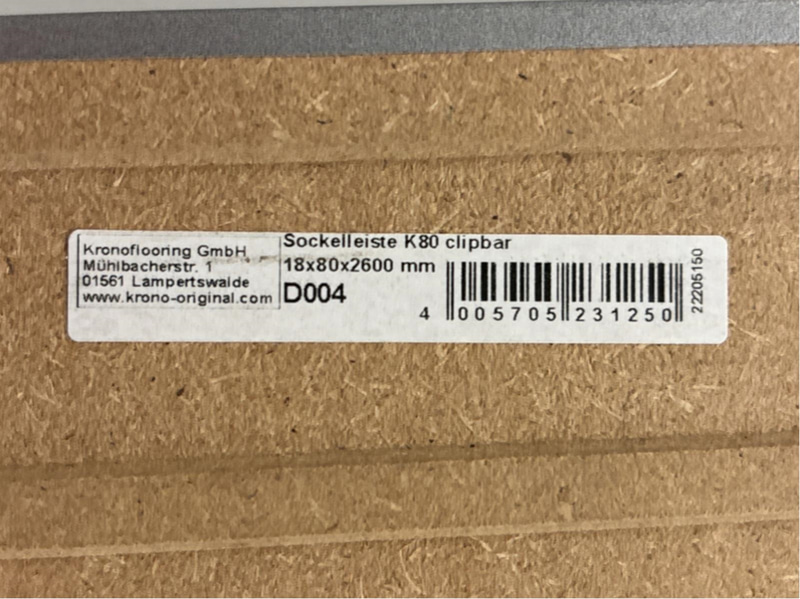 Kronoflooring GmbH
Mühlbacherstr. 1
01561 Lampertswalde
www.krono-original.com
Sockelleiste K80 clipbar
18x80x2600 mm
D004
4 005705 231250
22205150